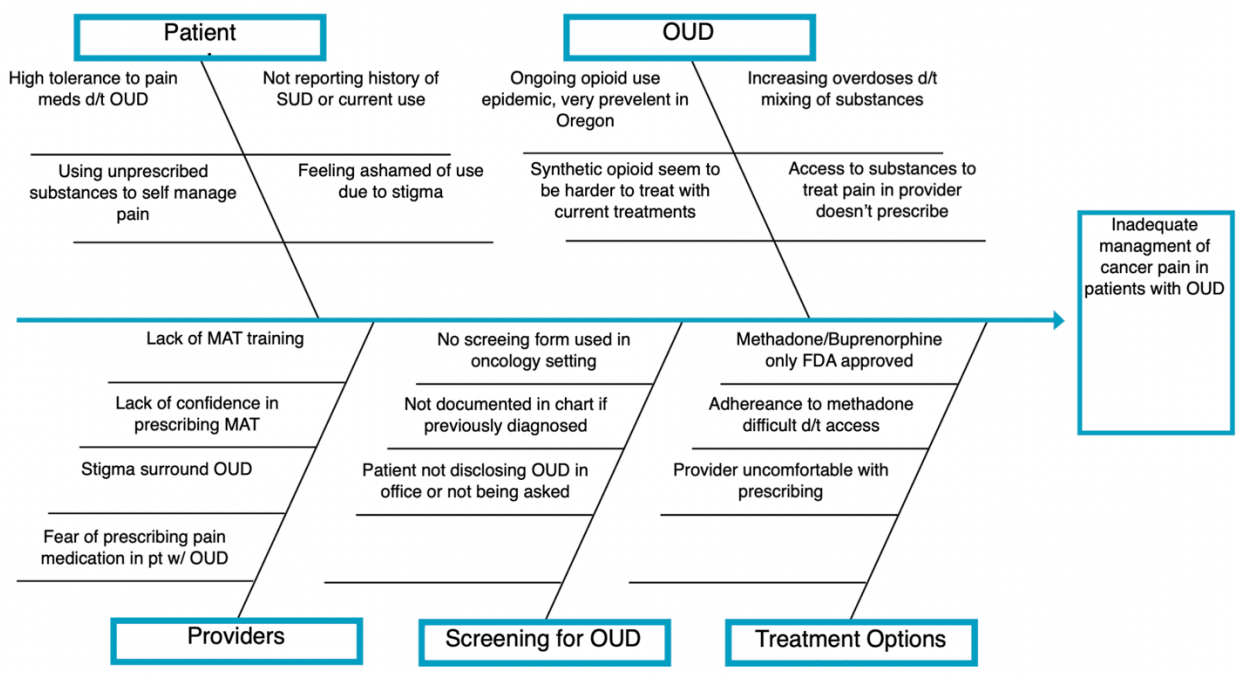 Patient
OUD
High tolerance to pain
meds d/t OUD
Not reporting history of
SUD or current use
Ongoing opioid use
epidemic, very prevelent in
Oregon
Increasing overdoses d/t
mixing of substances
Using unprescribed
substances to self manage
pain
Feeling ashamed of use
due to stigma
Synthetic opioid seem to
be harder to treat with
current treatments
Access to substances to
treat pain in provider
doesn’t prescribe
Inadequate
managment of
cancer pain in
patients with OUD
Lack of MAT training
Lack of confidence in
prescribing MAT
Stigma surround OUD
Fear of prescribing pain
medication in pt w/ OUD
No screeing form used in
oncology setting
Not documented in chart if
previously diagnosed
Patient not disclosing OUD in
office or not being asked
Methadone/Buprenorphine
only FDA approved
Adhereance to methadone
difficult d/t access
Provider uncomfortable with
prescribing
Providers
Screening for OUD
Treatment Options